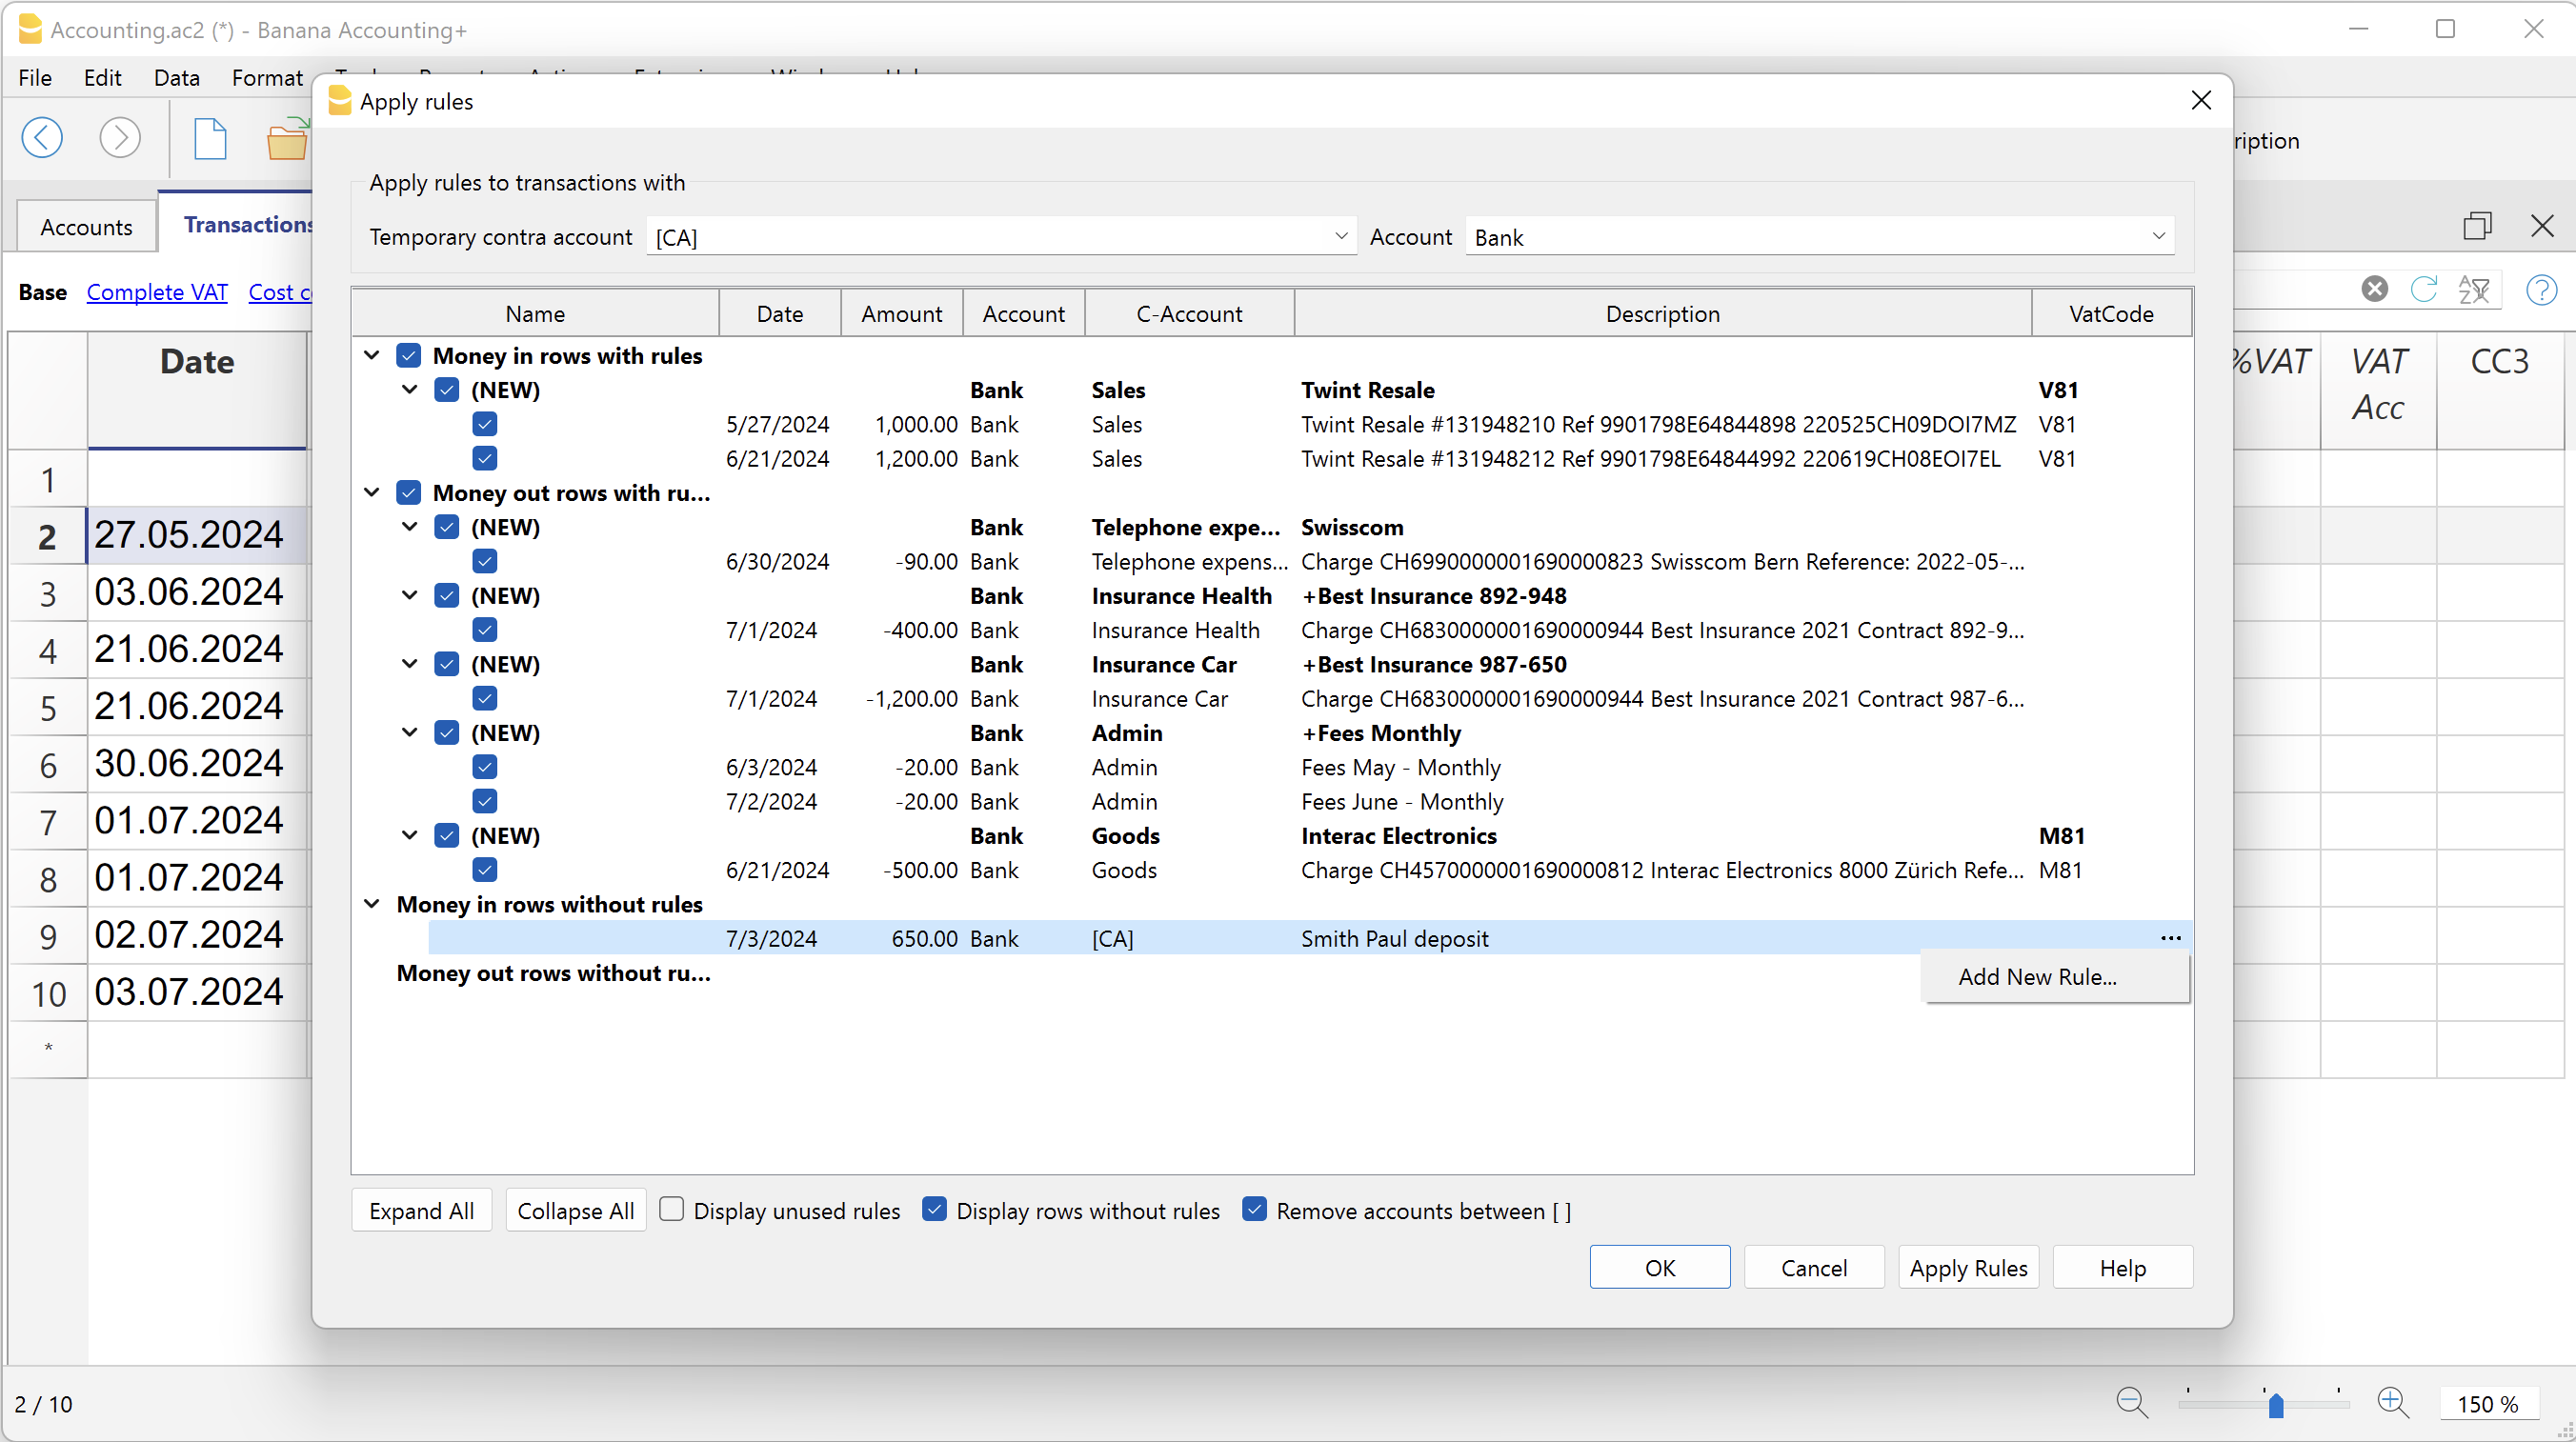 Accounting.ac2 (*) - Banana Accounting+
File Edit Data Format
Apply rules
ription
Accounts Transactions
Apply rules to transactions with
Temporary contra account [CA] Account Bank
Base Complete VAT Cost
Name Date Amount Account C-Account Description VatCode
Date %VAT VAT Acc CC3
Money in rows with rules
(NEW) Bank Sales Twint Resale V81
5/27/2024 1,000.00 Bank Sales Twint Resale #131948210 Ref 9901798E64844898 220525CH09DOI7MZ V81
6/21/2024 1,200.00 Bank Sales Twint Resale #131948212 Ref 9901798E64844992 220619CH08EOI7EL V81
Money out rows with ru...
(NEW) Bank Telephone expe... Swisscom
6/30/2024 -90.00 Bank Telephone expens... Charge CH6990000001690000823 Swisscom Bern Reference: 2022-05-...
(NEW) Bank Insurance Health +Best Insurance 892-948
7/1/2024 -400.00 Bank Insurance Health Charge CH6830000001690000944 Best Insurance 2021 Contract 892-9...
(NEW) Bank Insurance Car +Best Insurance 987-650
7/1/2024 -1,200.00 Bank Insurance Car Charge CH6830000001690000944 Best Insurance 2021 Contract 987-6...
(NEW) Bank Admin +Fees Monthly
6/3/2024 -20.00 Bank Admin Fees May - Monthly
7/2/2024 -20.00 Bank Admin Fees June - Monthly
(NEW) Bank Goods Interac Electronics M81
6/21/2024 -500.00 Bank Goods Charge CH4570000001690000812 Interac Electronics 8000 Zürich Refe... M81
Money in rows without rules
7/3/2024 650.00 Bank [CA] Smith Paul deposit ...
Money out rows without ru...
Add New Rule...
1
2 27.05.2024
3 03.06.2024
4 21.06.2024
5 21.06.2024
6 30.06.2024
7 01.07.2024
8 01.07.2024
9 02.07.2024
10 03.07.2024
*
Expand All Collapse All Display unused rules Display rows without rules Remove accounts between [ ]
OK Cancel Apply Rules Help
2 / 10
150 %